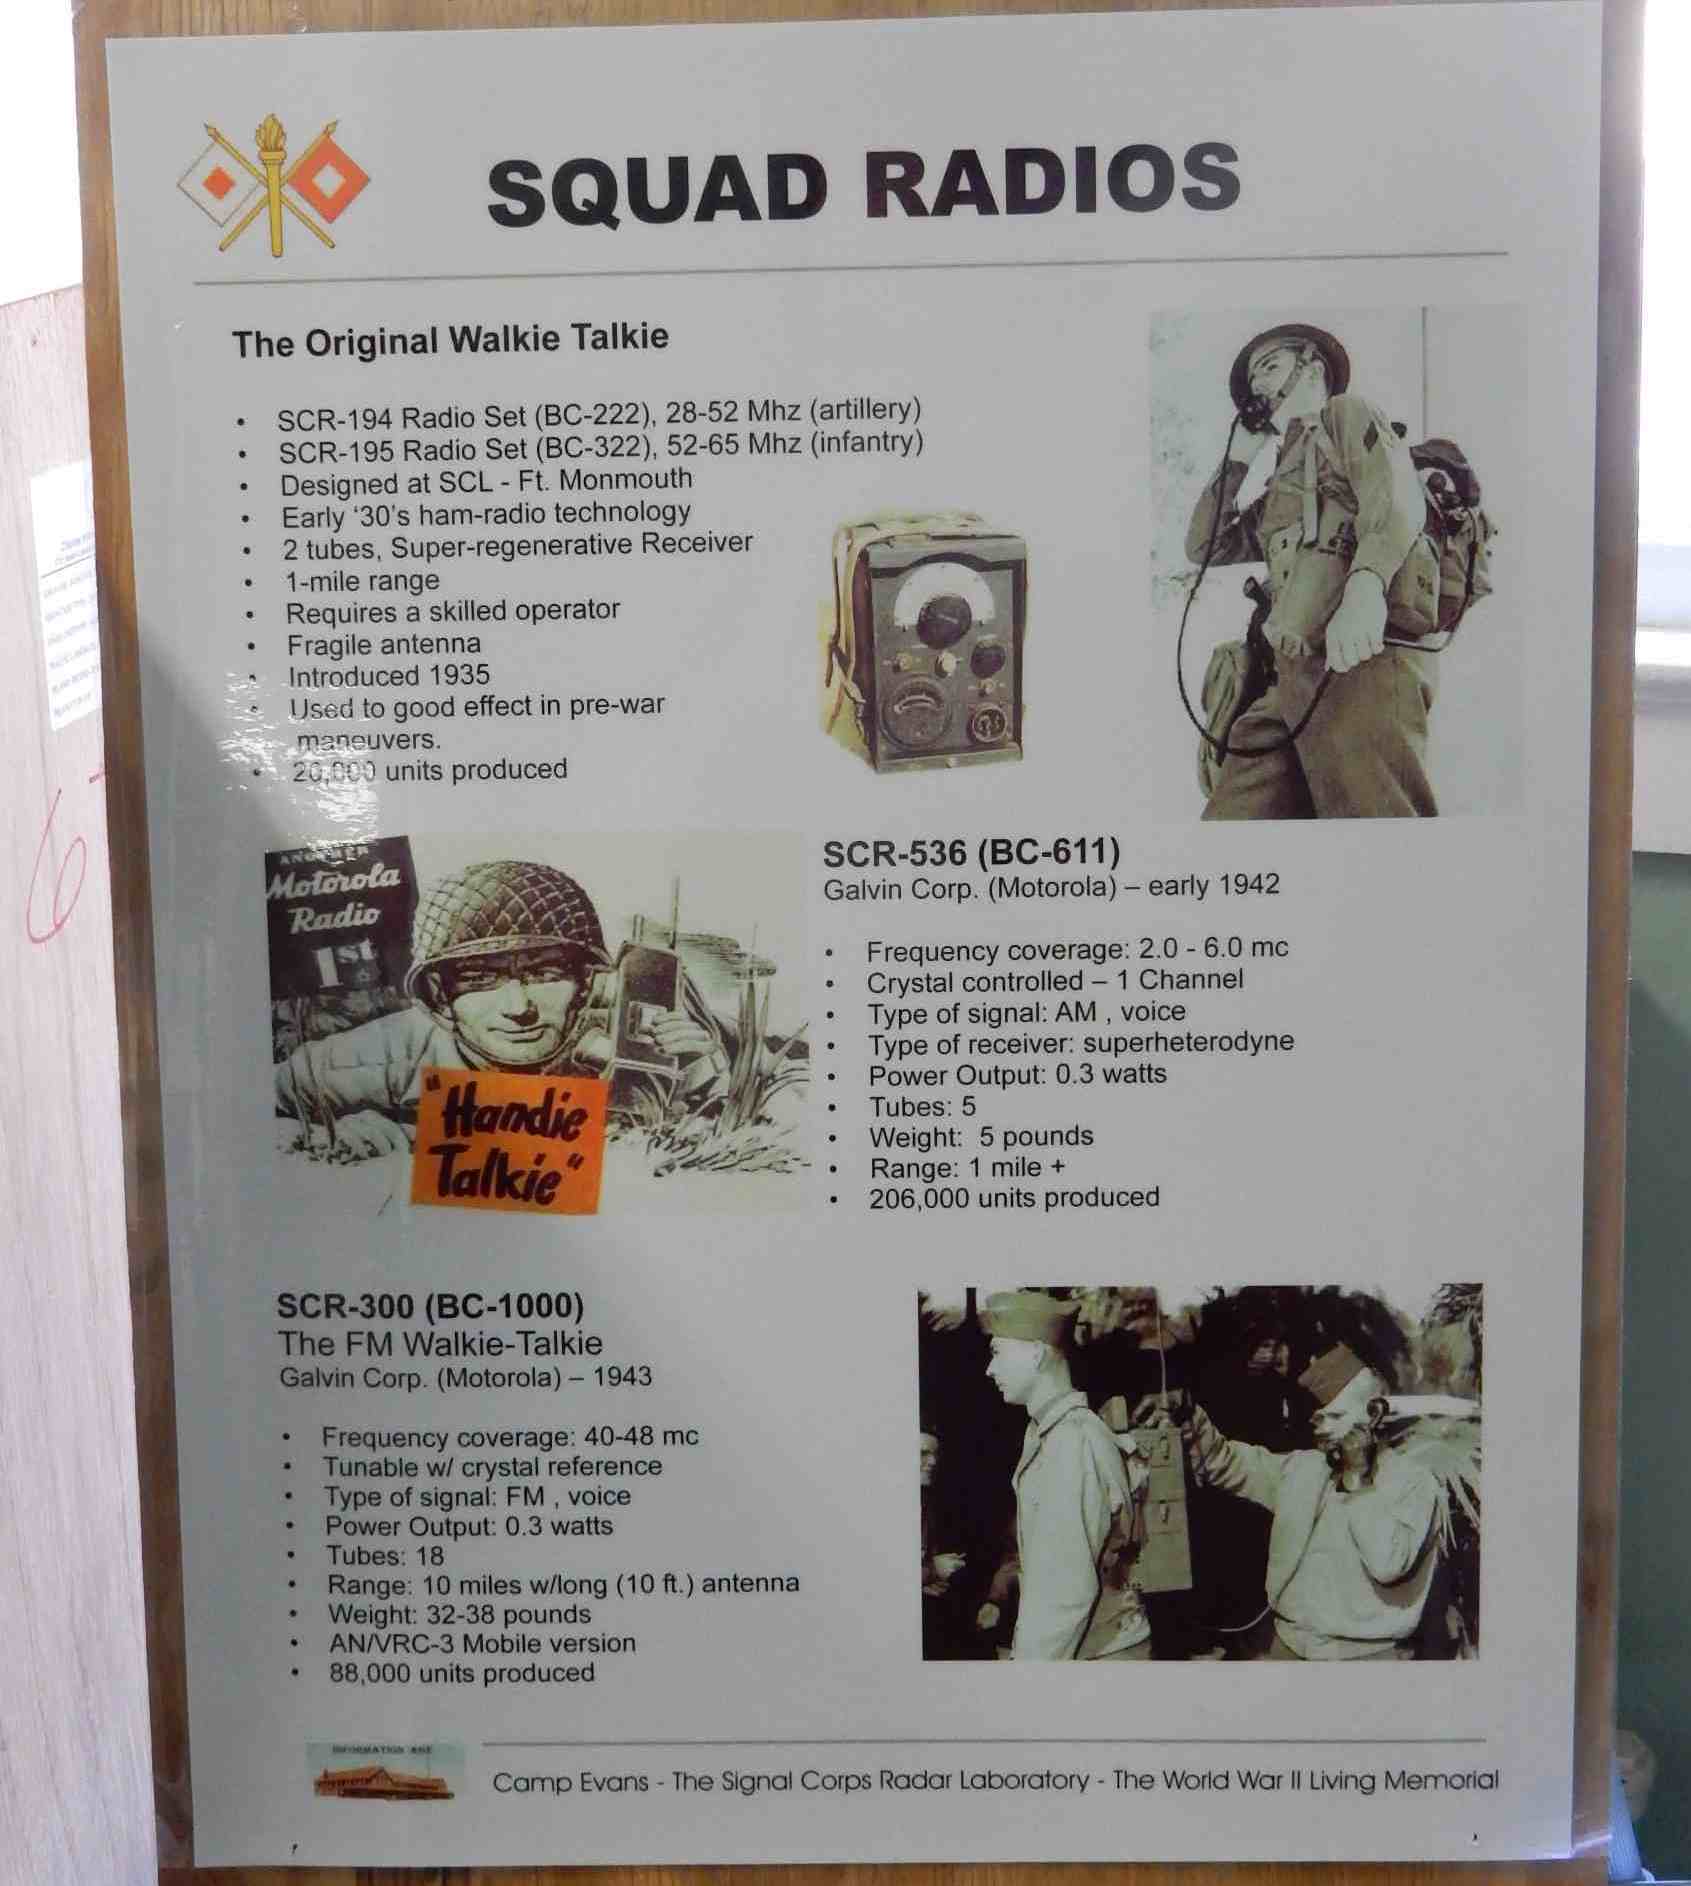 SQUAD RADIOS
The Original Walkie Talkie
• SCR-194 Radio Set (BC-222), 28-52 Mhz (artillery)
• SCR-195 Radio Set (BC-322), 52-65 Mhz (infantry)
• Designed at SCL - Ft. Monmouth
• Early ‘30’s ham-radio technology
• 2 tubes, Super-regenerative Receiver
• 1-mile range
• Requires a skilled operator
• Fragile antenna
• Introduced 1935
• Used to good effect in pre-war
maneuvers.
• 20,000 units produced
ANOTHER
Motorola
Radio
1st
"Handie
Talkie"
SCR-536 (BC-611)
Galvin Corp. (Motorola) – early 1942
• Frequency coverage: 2.0 - 6.0 mc
• Crystal controlled – 1 Channel
• Type of signal: AM , voice
• Type of receiver: superheterodyne
• Power Output: 0.3 watts
• Tubes: 5
• Weight: 5 pounds
• Range: 1 mile +
• 206,000 units produced
SCR-300 (BC-1000)
The FM Walkie-Talkie
Galvin Corp. (Motorola) – 1943
• Frequency coverage: 40-48 mc
• Tunable w/ crystal reference
• Type of signal: FM , voice
• Power Output: 0.3 watts
• Tubes: 18
• Range: 10 miles w/long (10 ft.) antenna
• Weight: 32-38 pounds
• AN/VRC-3 Mobile version
• 88,000 units produced
INFORMATION AGE
Camp Evans - The Signal Corps Radar Laboratory - The World War II Living Memorial